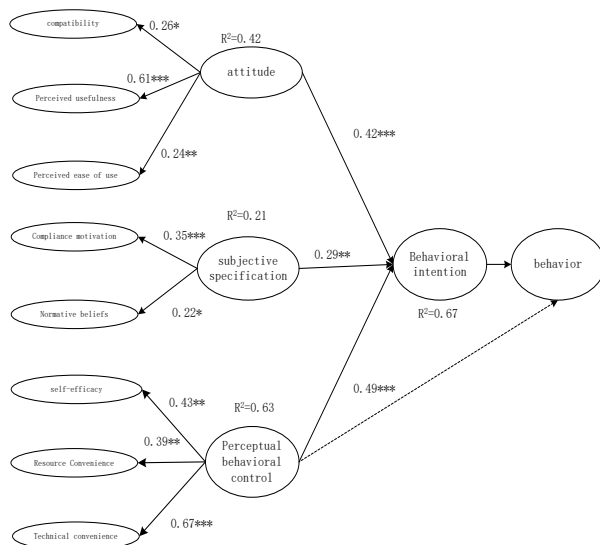 compatibility
0.26*
R²=0.42
attitude
0.61***
Perceived usefulness
0.24**
Perceived ease of use
0.42***
R²=0.21
Compliance motivation
0.35***
subjective
specification
0.29**
Behavioral
intention
behavior
0.22*
Normative beliefs
R²=0.67
self-efficacy
0.43**
R²=0.63
0.49***
0.39**
Perceptual
behavioral
control
Resource Convenience
0.67***
Technical convenience